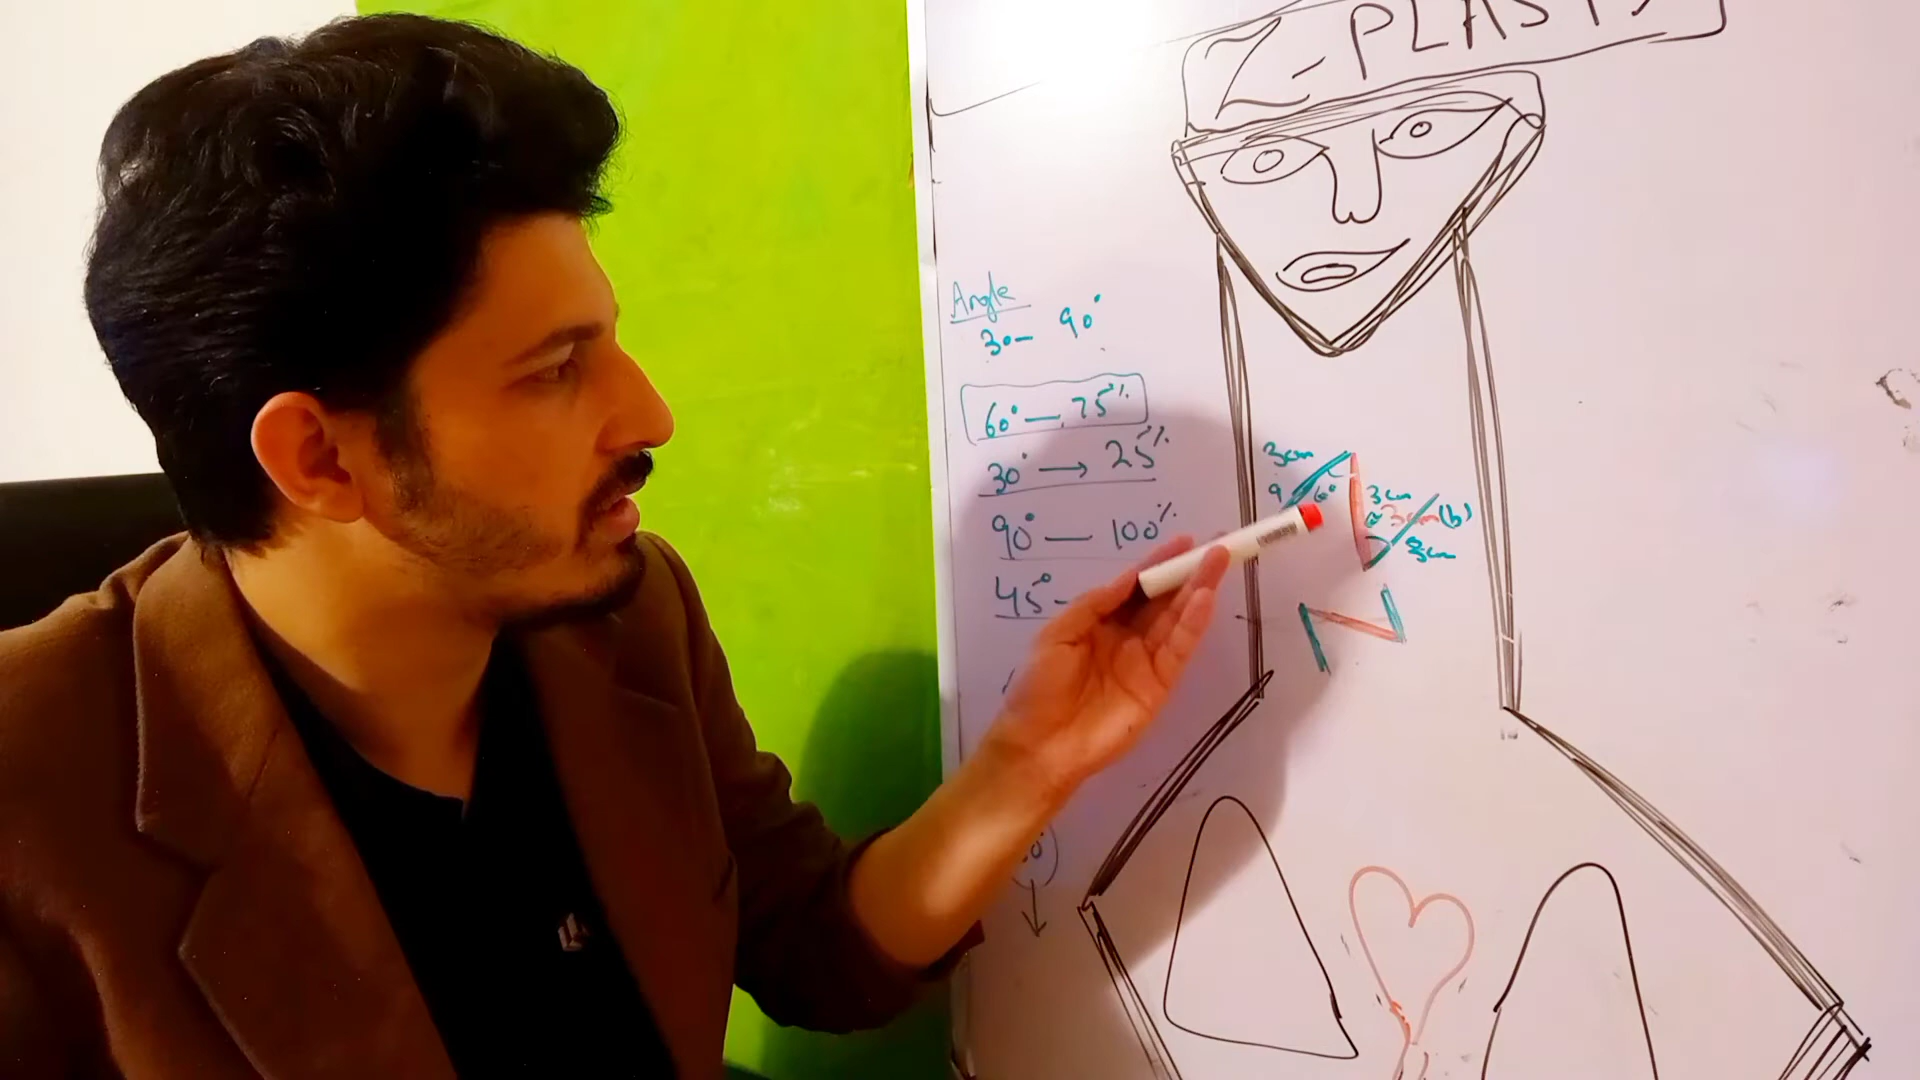 Z-PLASTY
Angle
30- 90°
60° — 75%
30° → 25%
90° — 100%
45° -
3cm
60°
3cm
3cm (b)
3cm